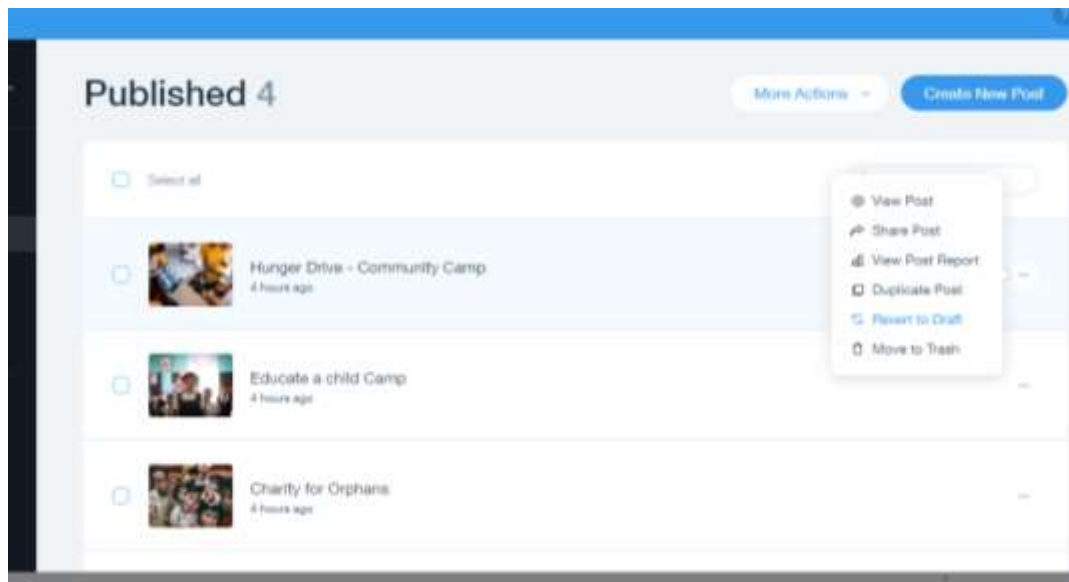 Published 4
More Actions
Create New Post
Select all
View Post
Share Post
View Post Report
Duplicate Post
Revert to Draft
Move to Trash
Hunger Drive - Community Camp
4 hours ago
Educate a child Camp
4 hours ago
Charity for Orphans
4 hours ago